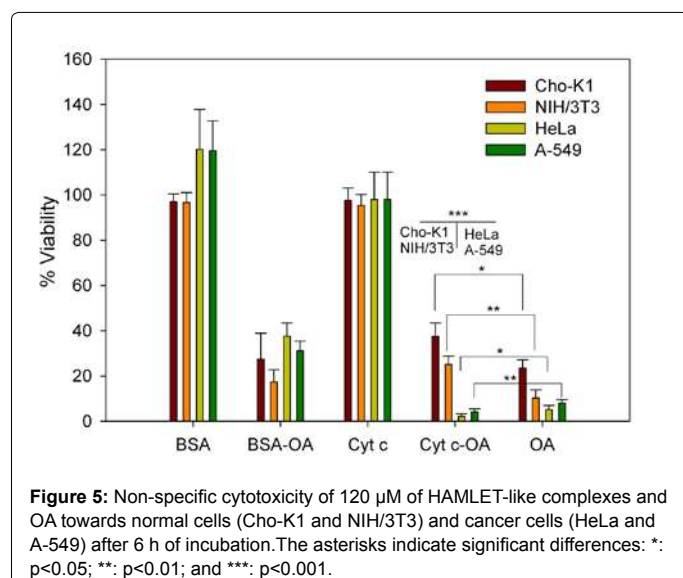 160
140
120
100
80
60
40
20
0
% Viability
Cho-K1
NIH/3T3
HeLa
A-549
***
Cho-K1 HeLa
NIH/3T3 A-549
*
**
*
**
BSA BSA-OA Cyt c Cyt c-OA OA
Figure 5: Non-specific cytotoxicity of 120 µM of HAMLET-like complexes and
OA towards normal cells (Cho-K1 and NIH/3T3) and cancer cells (HeLa and
A-549) after 6 h of incubation.The asterisks indicate significant differences: *:
p<0.05; **: p<0.01; and ***: p<0.001.